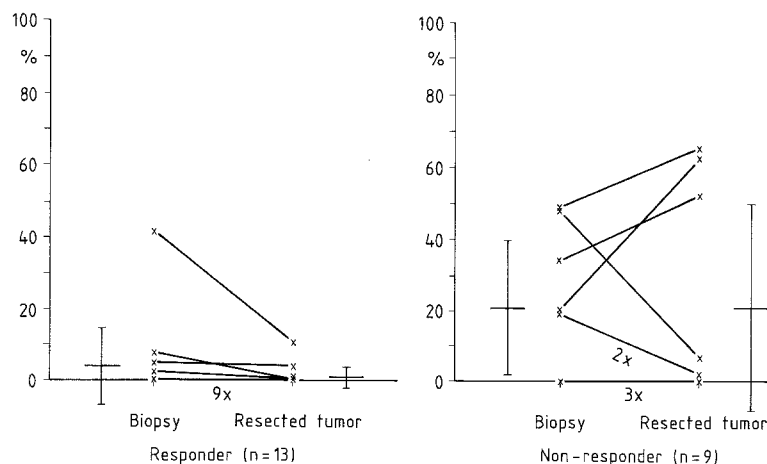 100
%
80
60
40
20
0
9x
Biopsy
Resected tumor
Responder (n=13)
100
%
80
60
40
20
0
2x
3x
Biopsy
Resected tumor
Non-responder (n=9)